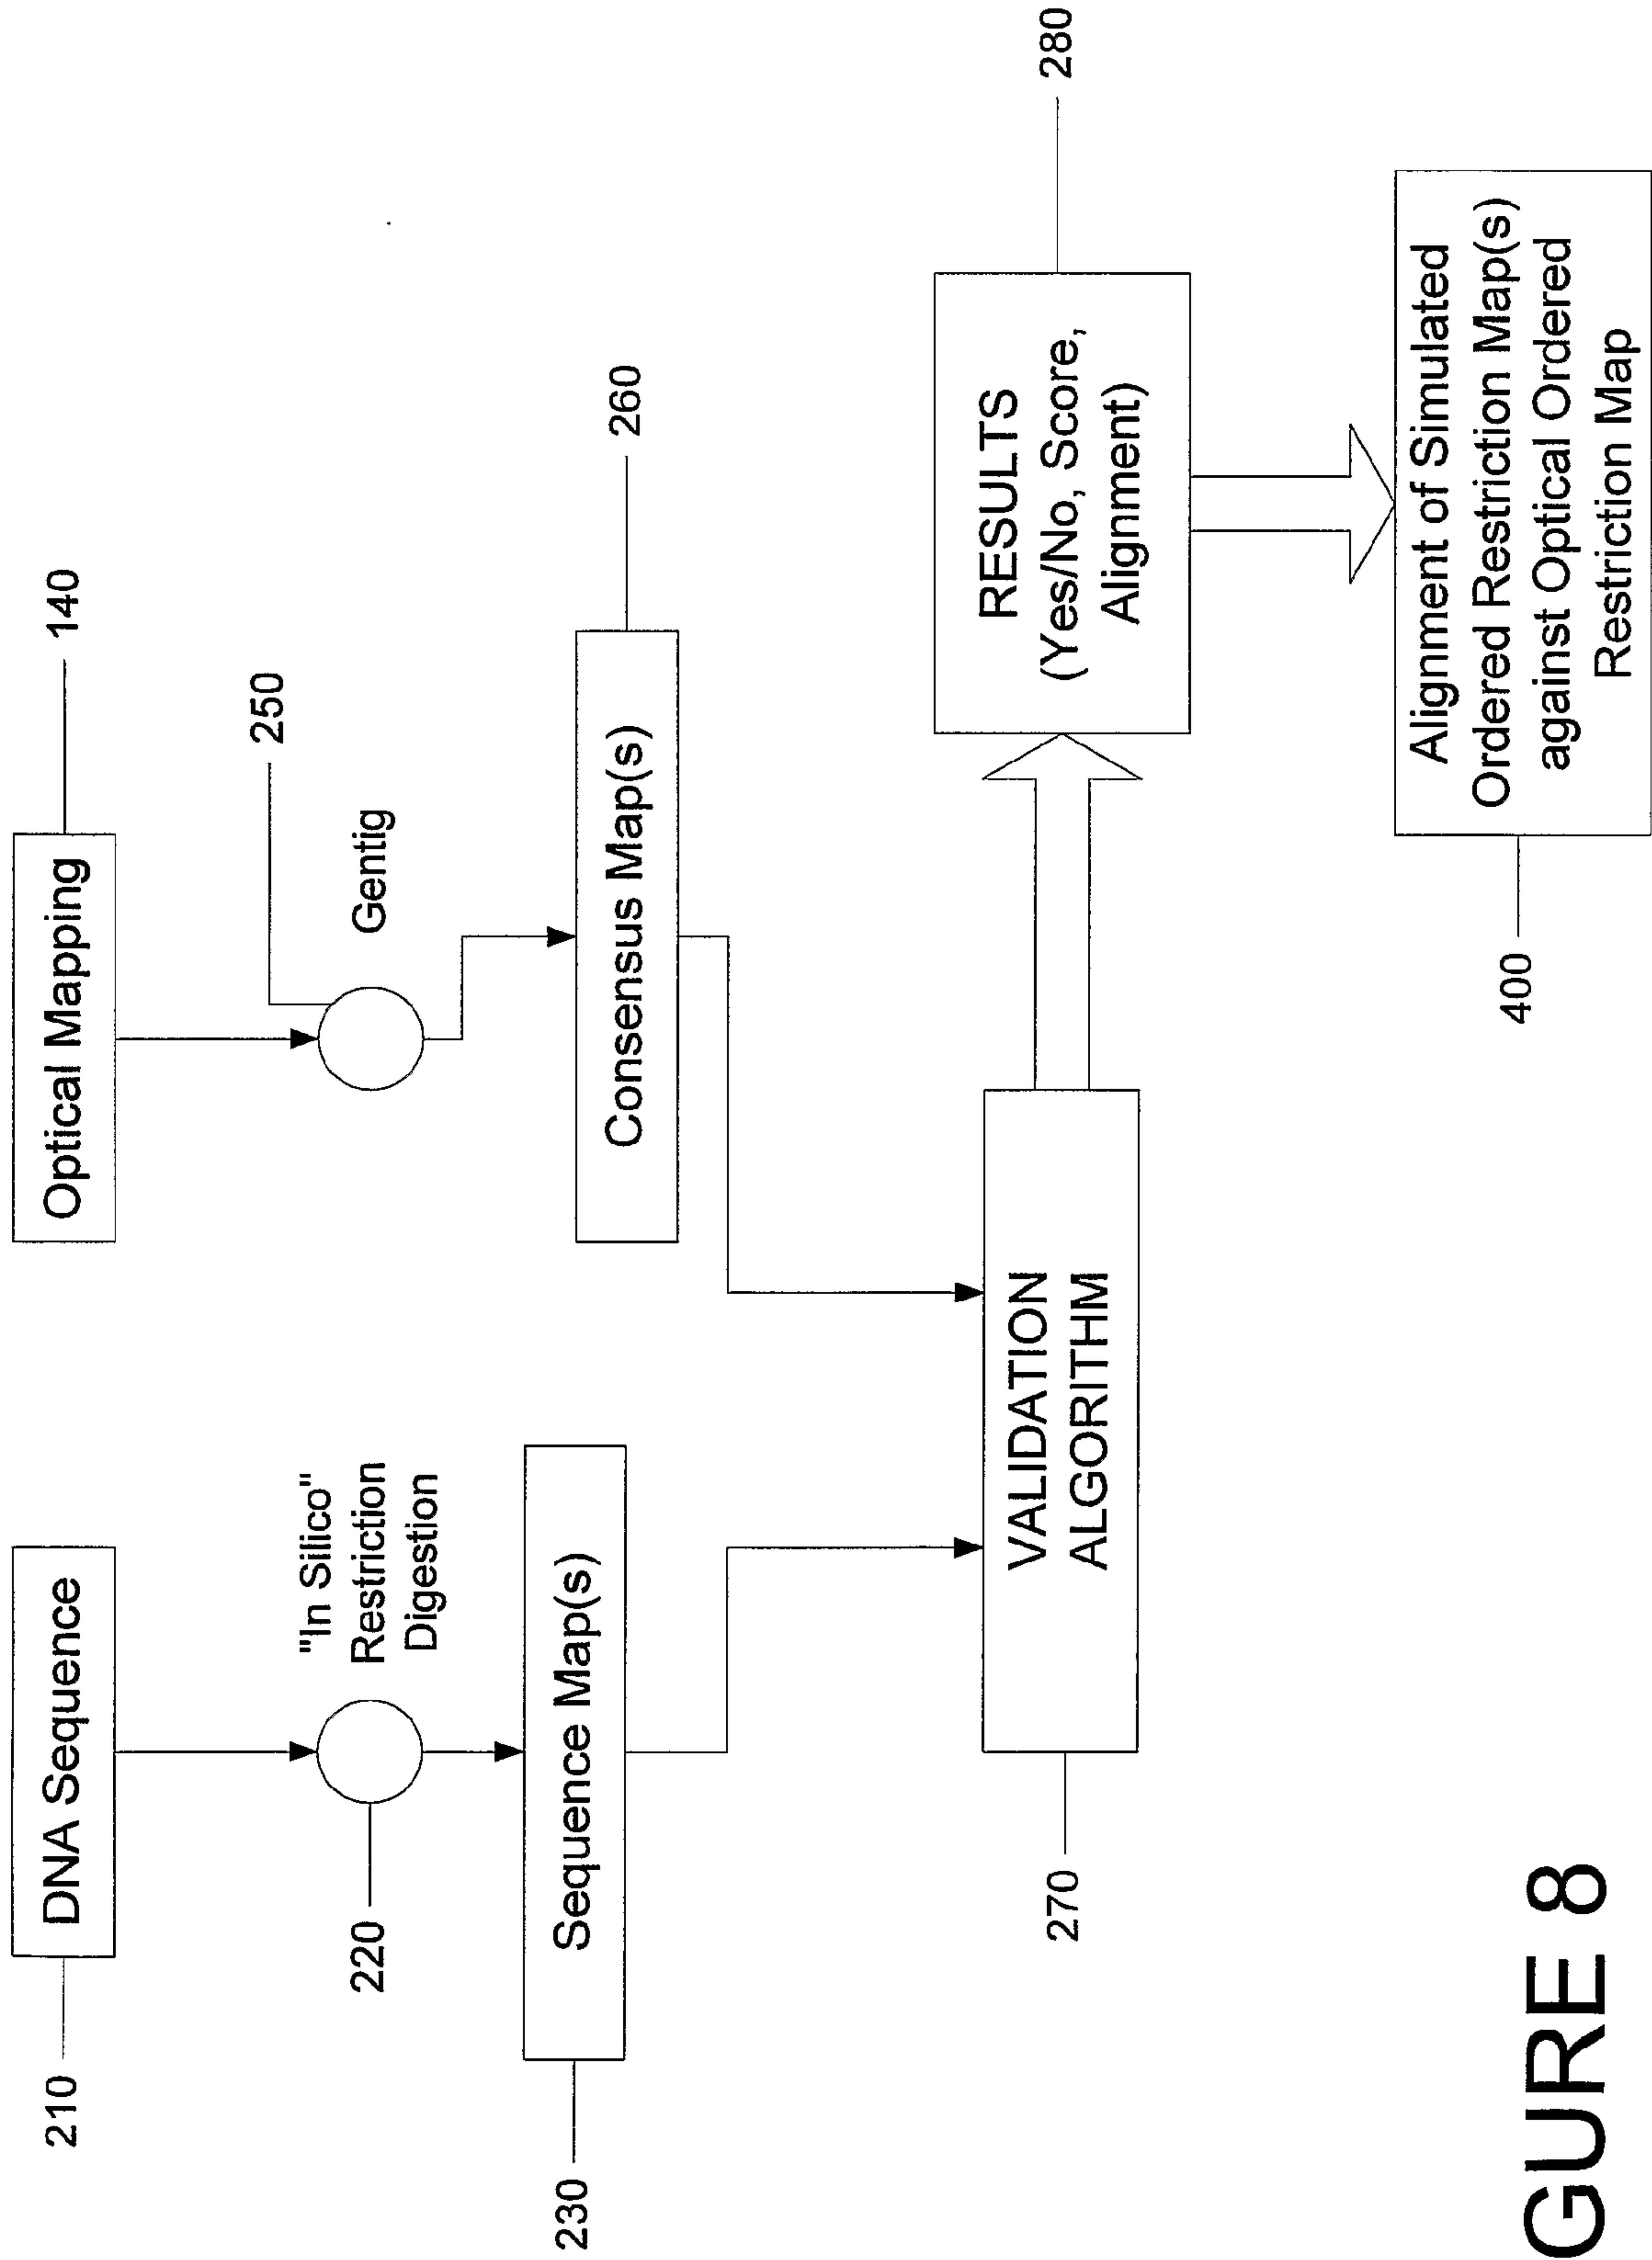 210
DNA Sequence
Optical Mapping
140
220
"In Silico"
Restriction
Digestion
250
Gentig
230
Sequence Map(s)
Consensus Map(s)
260
270
VALIDATION
ALGORITHM
RESULTS
(Yes/No, Score,
Alignment)
280
400
Alignment of Simulated
Ordered Restriction Map(s)
against Optical Ordered
Restriction Map
GURE 8